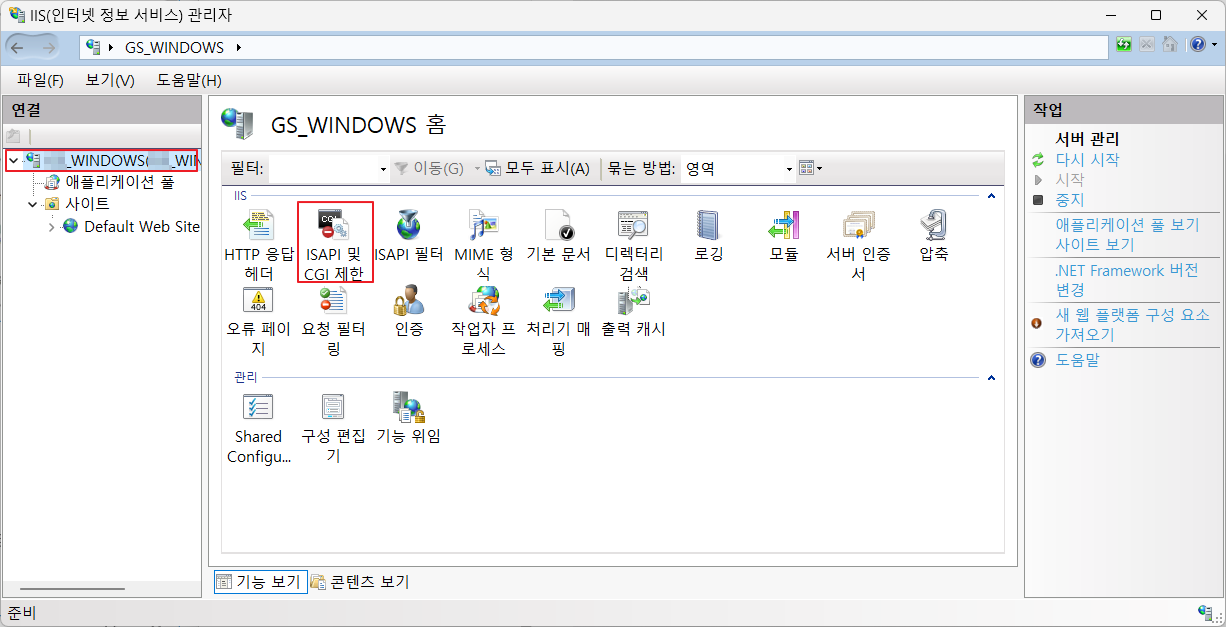 IIS(인터넷 정보 서비스) 관리자
GS_WINDOWS
파일(F) 보기(V) 도움말(H)
연결
_WINDOWS( _WIN
애플리케이션 풀
사이트
Default Web Site
GS_WINDOWS 홈
필터: 이동(G) 모두 표시(A) 묶는 방법: 영역
IIS
HTTP 응답 헤더
ISAPI 및 CGI 제한
ISAPI 필터
MIME 형식
기본 문서
디렉터리 검색
로깅
모듈
서버 인증서
압축
오류 페이지
요청 필터링
인증
작업자 프로세스
처리기 매핑
출력 캐시
관리
Shared Configu...
구성 편집기
기능 위임
기능 보기 콘텐츠 보기
작업
서버 관리
다시 시작
시작
중지
애플리케이션 풀 보기
사이트 보기
.NET Framework 버전
변경
새 웹 플랫폼 구성 요소
가져오기
도움말
준비